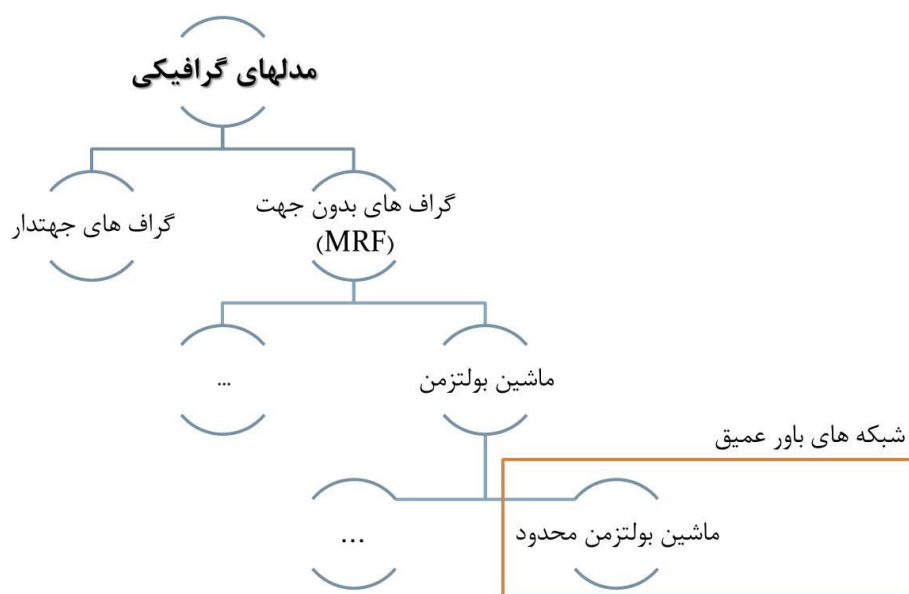 مدلهای گرافیکی
گراف های بدون جهت
(MRF)
گراف های جهتدار
ماشین بولتزمن
...
شبکه های باور عمیق
ماشین بولتزمن محدود
...